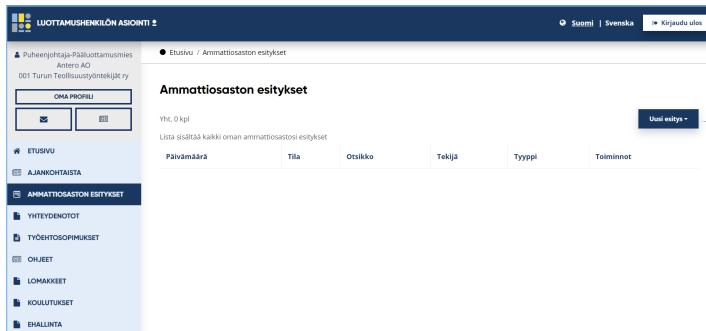 LUOTTAMUSHENKILÖN ASIOINTI
Suomi | Svenska
Kirjaudu ulos
Puheenjohtaja-Pääluottamusmies
Antero AO
001 Turun Teollisuustyöntekijät ry
OMA PROFIILI
ETUSIVU
AJANKOHTAISTA
AMMATTIOSASTON ESITYKSET
YHTEYDENOTOT
TYÖEHTOSOPIMUKSET
OHJEET
LOMAKKEET
KOULUTUKSET
EHALLINTA
Etusivu / Ammattiosaston esitykset
Ammattiosaston esitykset
Yht. 0 kpl
Uusi esitys
...
Lista sisältää kaikki oman ammattiosastosi esitykset
Päivämäärä Tila Otsikko Tekijä Tyyppi Toiminnot